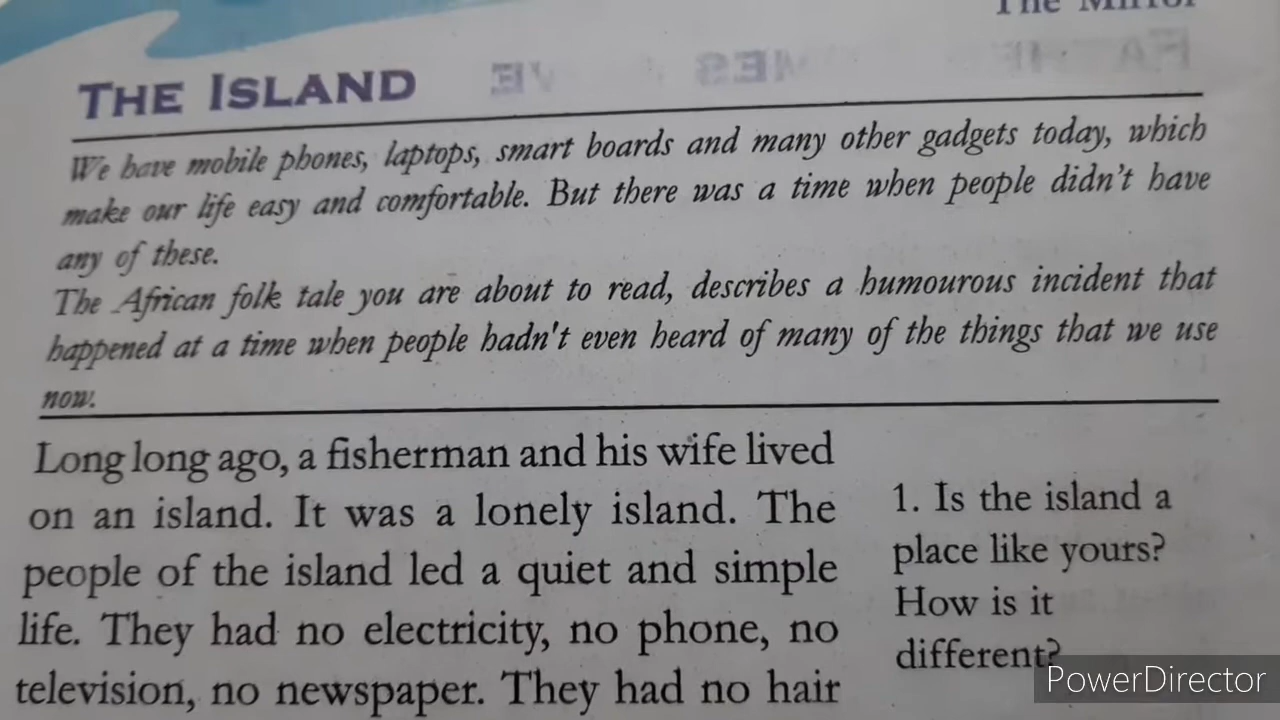 The Mirror
THE ISLAND
We have mobile phones, laptops, smart boards and many other gadgets today, which
make our life easy and comfortable. But there was a time when people didn't have
any of these.
The African folk tale you are about to read, describes a humourous incident that
happened at a time when people hadn't even heard of many of the things that we use
now.
Long long ago, a fisherman and his wife lived
on an island. It was a lonely island. The
people of the island led a quiet and simple
life. They had no electricity, no phone, no
television, no newspaper. They had no hair
1. Is the island a
place like yours?
How is it
different?
PowerDirector